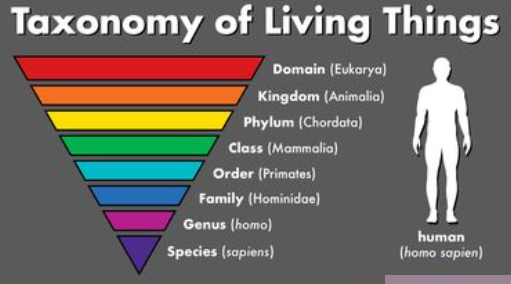 Taxonomy of Living Things
Domain (Eukarya)
Kingdom (Animalia)
Phylum (Chordata)
Class (Mammalia)
Order (Primates)
Family (Hominidae)
Genus (homo)
Species (sapiens)
human
(homo sapien)